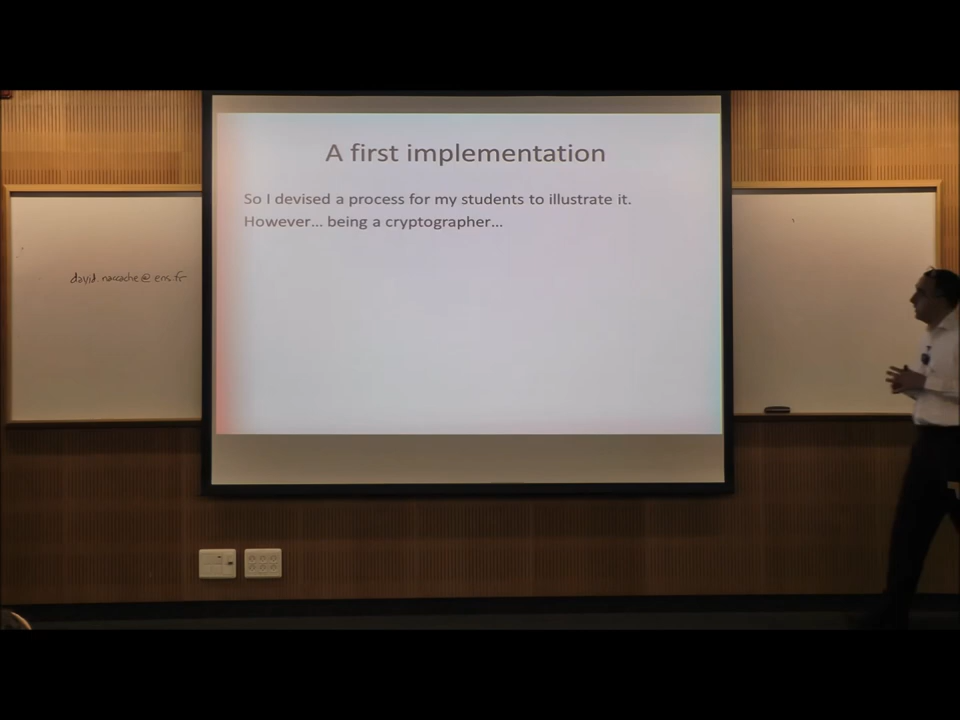 A first implementation
So I devised a process for my students to illustrate it.
However... being a cryptographer...
david.naccache@ens.fr